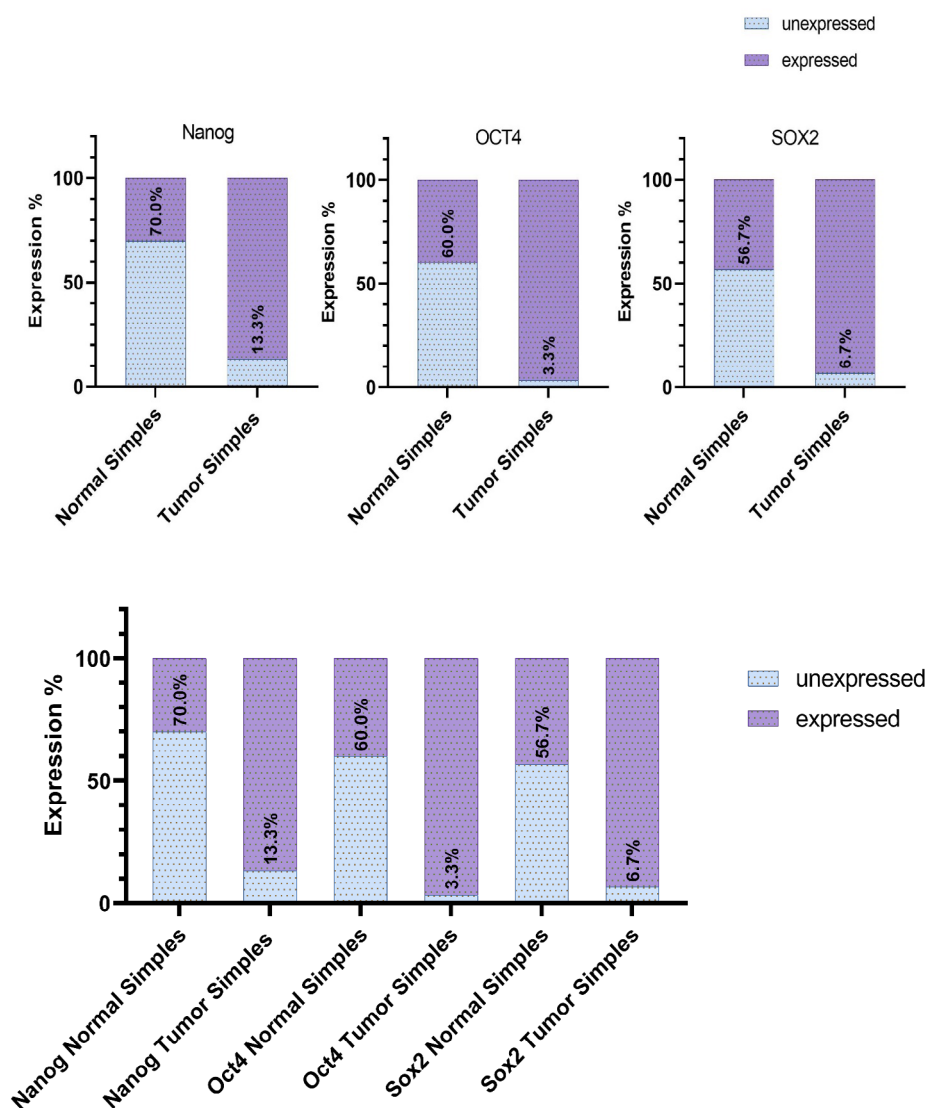 unexpressed
expressed
Nanog
OCT4
SOX2
Expression %
100
50
0
70.0%
13.3%
Normal Simples
Tumor Simples
Expression %
100
50
0
60.0%
3.3%
Normal Simples
Tumor Simples
Expression %
100
50
0
56.7%
6.7%
Normal Simples
Tumor Simples
Expression %
100
50
0
70.0%
13.3%
60.0%
3.3%
56.7%
6.7%
unexpressed
expressed
Nanog Normal Simples
Nanog Tumor Simples
Oct4 Normal Simples
Oct4 Tumor Simples
Sox2 Normal Simples
Sox2 Tumor Simples